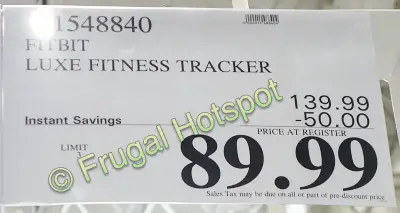 1548840
FITBIT
LUXE FITNESS TRACKER
139.99
Instant Savings -50.00
PRICE AT REGISTER
LIMIT
89.99
Sales Tax may be due on all or part of pre-discount price
© Frugal Hotspot